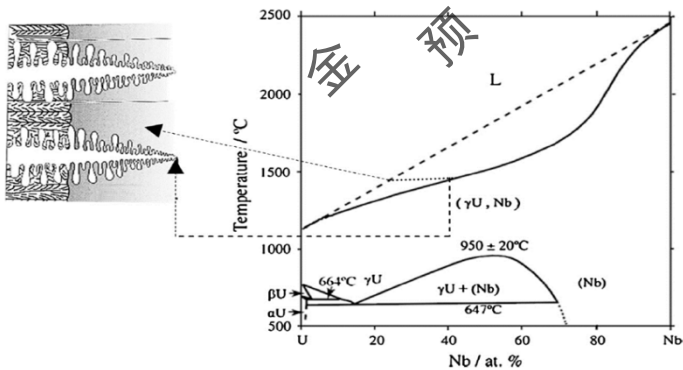 2500
2000
1500
1000
500
Temperature / °C
金 预
L
(γU, Nb)
950 ± 20°C
664°C
γU
βU
αU
γU + (Nb)
(Nb)
647°C
U
20
40
60
80
Nb
Nb / at. %